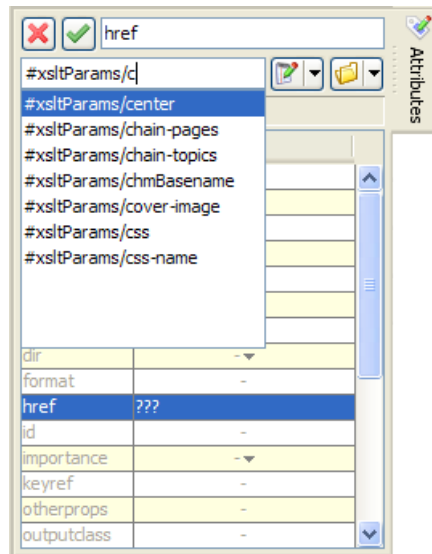 href
Attributes
#xsltParams/c
#xsltParams/center
#xsltParams/chain-pages
#xsltParams/chain-topics
#xsltParams/chmBasename
#xsltParams/cover-image
#xsltParams/css
#xsltParams/css-name
dir -
format -
href ???
id -
importance -
keyref -
otherprops -
outputclass -